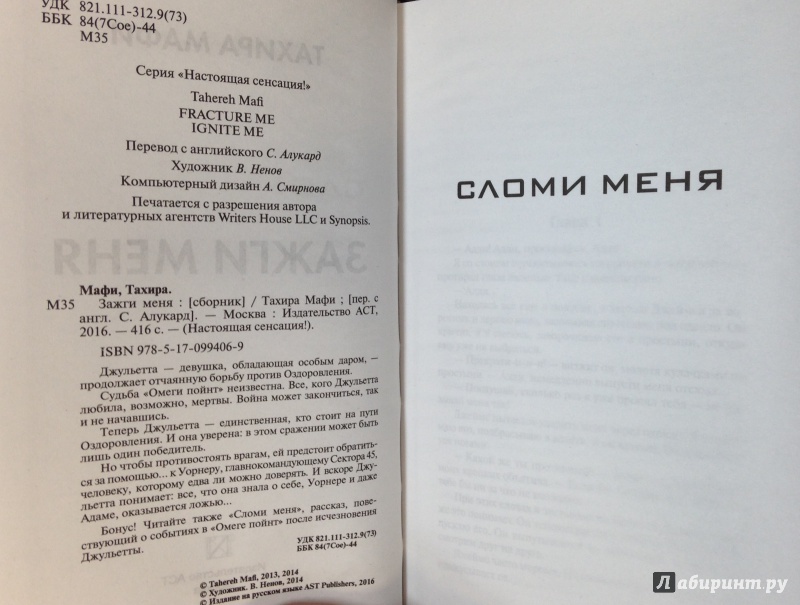 УДК 821.111-312.9(73)
ББК 84(7Сое)-44
М35
Серия «Настоящая сенсация!»
Tahereh Mafi
FRACTURE ME
IGNITE ME
Перевод с английского С. Алукард
Художник В. Ненов
Компьютерный дизайн А. Смирнова
Печатается с разрешения автора
и литературных агентств Writers House LLC и Synopsis.
Мафи, Тахира.
М35 Зажги меня : [сборник] / Тахира Мафи ; [пер. с
англ. С. Алукард]. — Москва : Издательство АСТ,
2016. — 416 с. — (Настоящая сенсация!).
ISBN 978-5-17-099406-9
Джульетта — девушка, обладающая особым даром, —
продолжает отчаянную борьбу против Оздоровления.
Судьба «Омеги пойнт» неизвестна. Все, кого Джульетта
любила, возможно, мертвы. Война может закончиться, так
и не начавшись.
Теперь Джульетта — единственная, кто стоит на пути
Оздоровления. И она уверена: в этом сражении может быть
лишь один победитель.
Но чтобы противостоять врагам, ей предстоит обратить-
ся за помощью... к Уорнеру, главнокомандующему Сектора 45,
человеку, которому едва ли можно доверять. И вскоре Джу-
льетта понимает: все, что она знала о себе, Уорнере и даже
Адаме, оказывается ложью...
Бонус! Читайте также «Сломи меня», рассказ, пове-
ствующий о событиях в «Омеге пойнт» после исчезновения
Джульетты.
УДК 821.111-312.9(73)
ББК 84(7Сое)-44
© Tahereh Mafi, 2013, 2014
© Художник. В. Ненов, 2014
© Издание на русском языке AST Publishers, 2016
СЛОМИ МЕНЯ
Лабиринт.ру